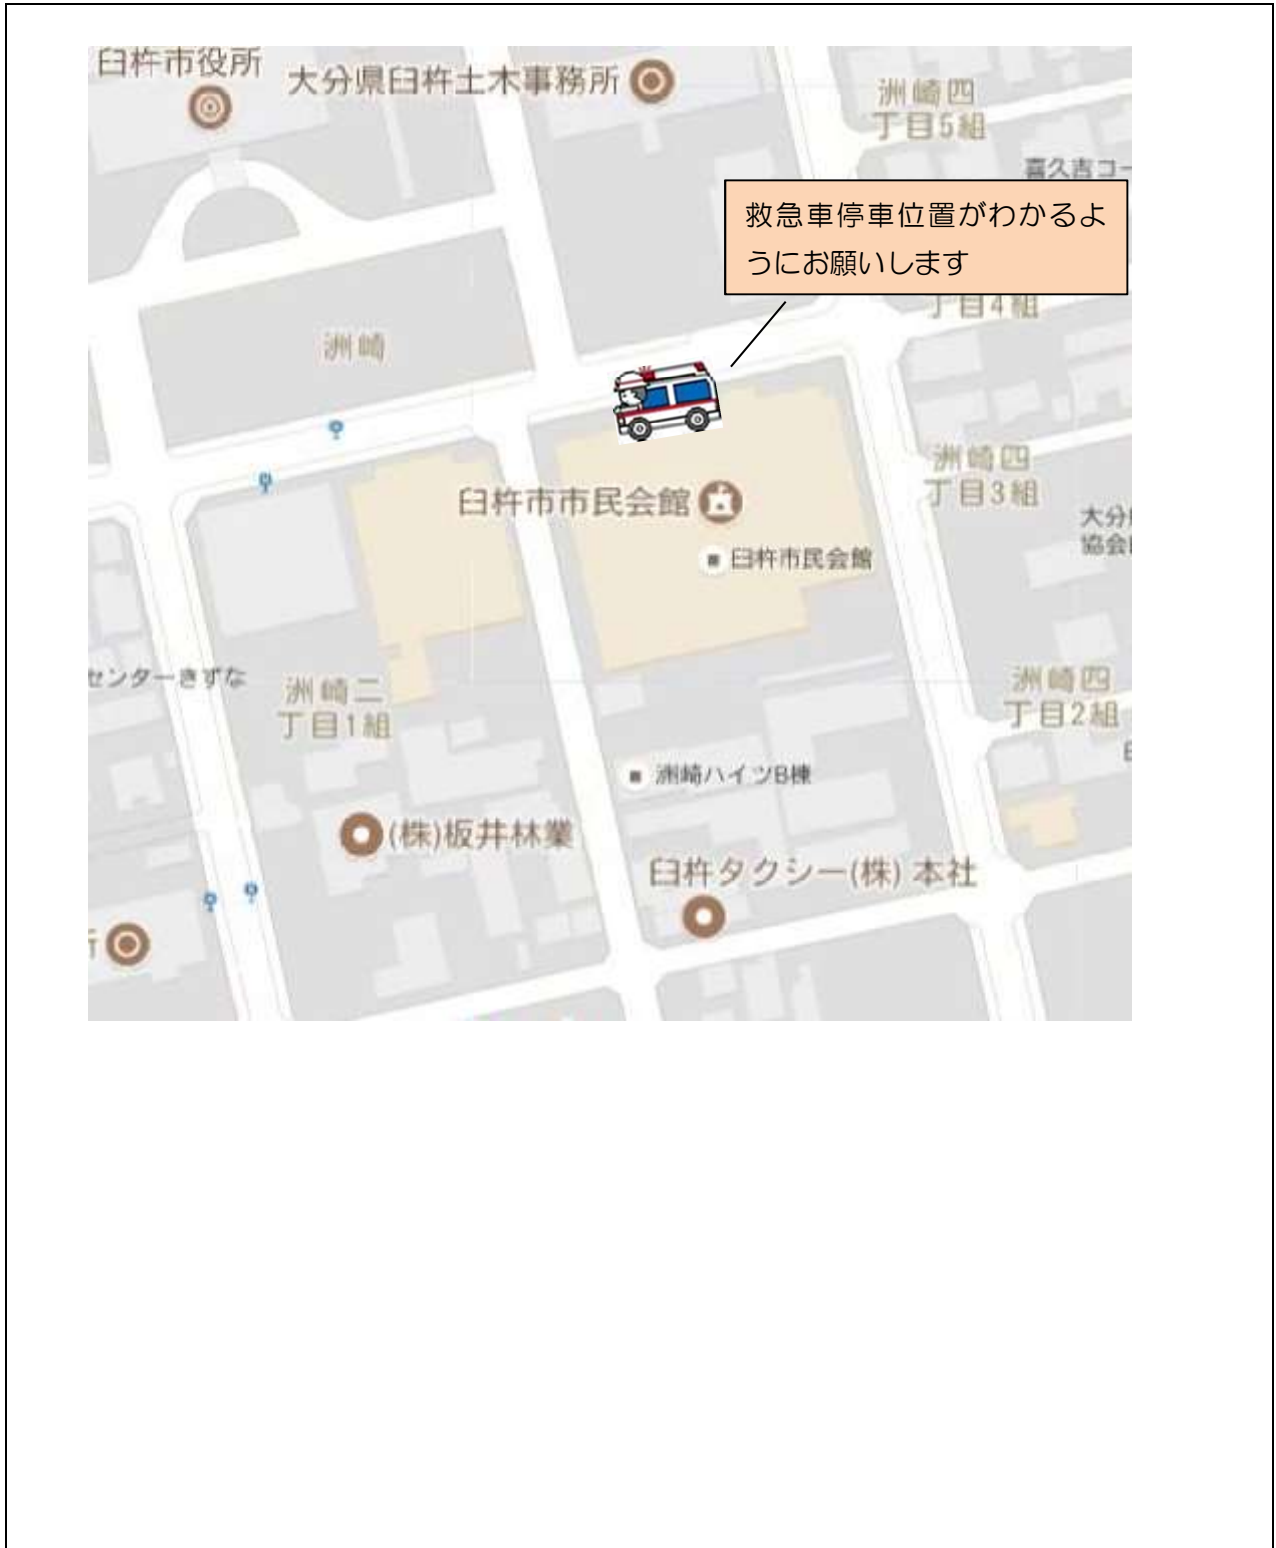 臼杵市役所
大分県臼杵土木事務所
洲崎四
丁目5組
喜久吉コー
救急車停車位置がわかるよ
うにお願いします
丁目4組
洲崎
洲崎四
丁目3組
臼杵市市民会館
大分
協会
臼杵市民会館
センターきずな
洲崎二
丁目1組
洲崎四
丁目2組
洲崎ハイツB棟
(株)板井林業
臼杵タクシー(株) 本社